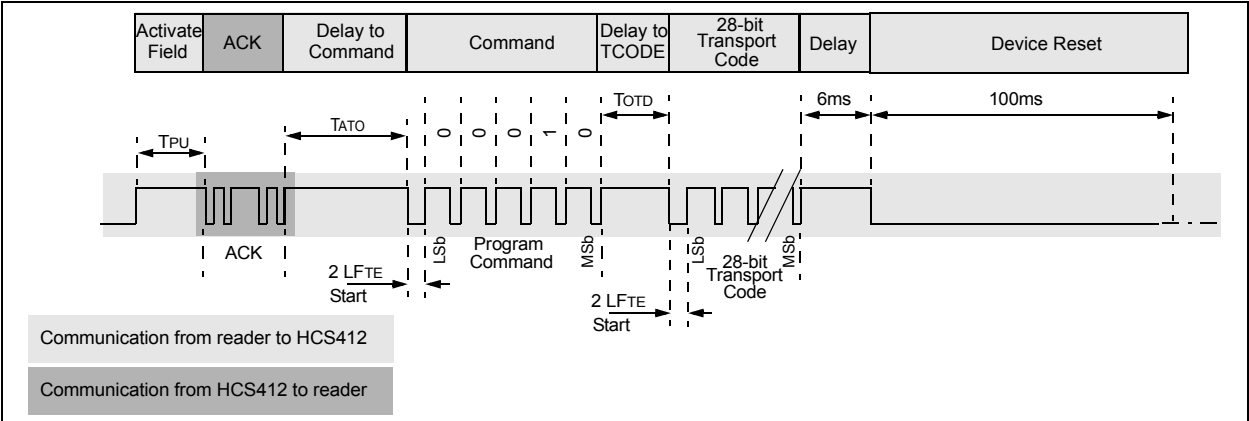 Activate
Field
ACK
Delay to
Command
Command
Delay to
TCODE
28-bit
Transport
Code
Delay
Device Reset
TPU
TATO
0 0 0 1 0
TOTD
6ms
100ms
ACK
LSb
Program
Command
MSb
LSb
28-bit
Transport
Code
MSb
2 LFTE
Start
2 LFTE
Start
Communication from reader to HCS412
Communication from HCS412 to reader